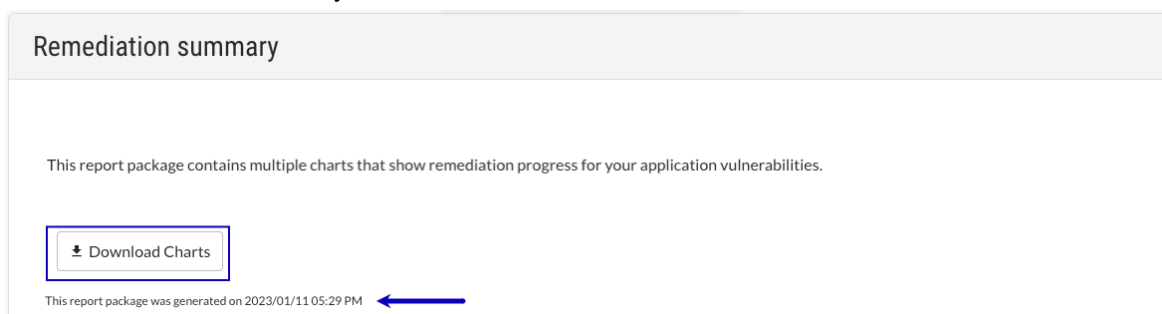 Remediation summary
This report package contains multiple charts that show remediation progress for your application vulnerabilities.
Download Charts
This report package was generated on 2023/01/11 05:29 PM